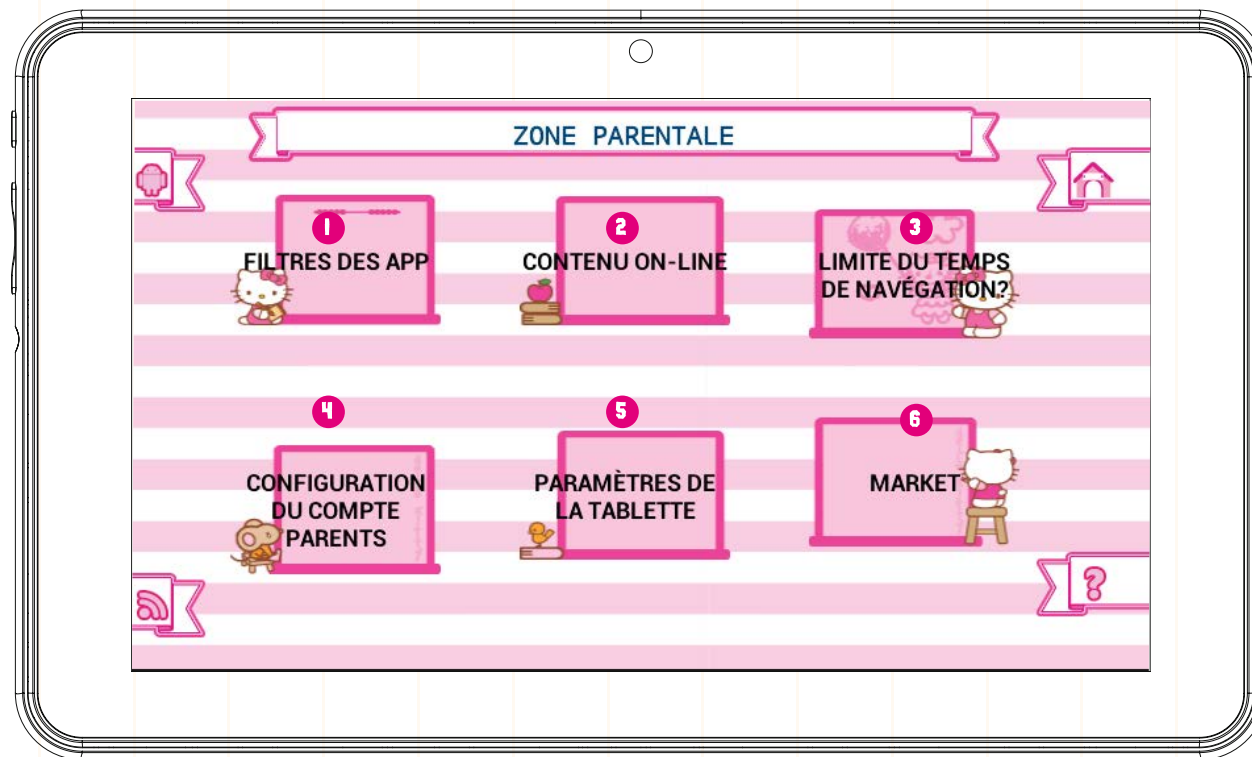 ZONE PARENTALE
1
2
3
FILTRES DES APP
CONTENU ON-LINE
LIMITE DU TEMPS
DE NAVÉGATION?
4
5
6
CONFIGURATION
DU COMPTE
PARENTS
PARAMÈTRES DE
LA TABLETTE
MARKET
?